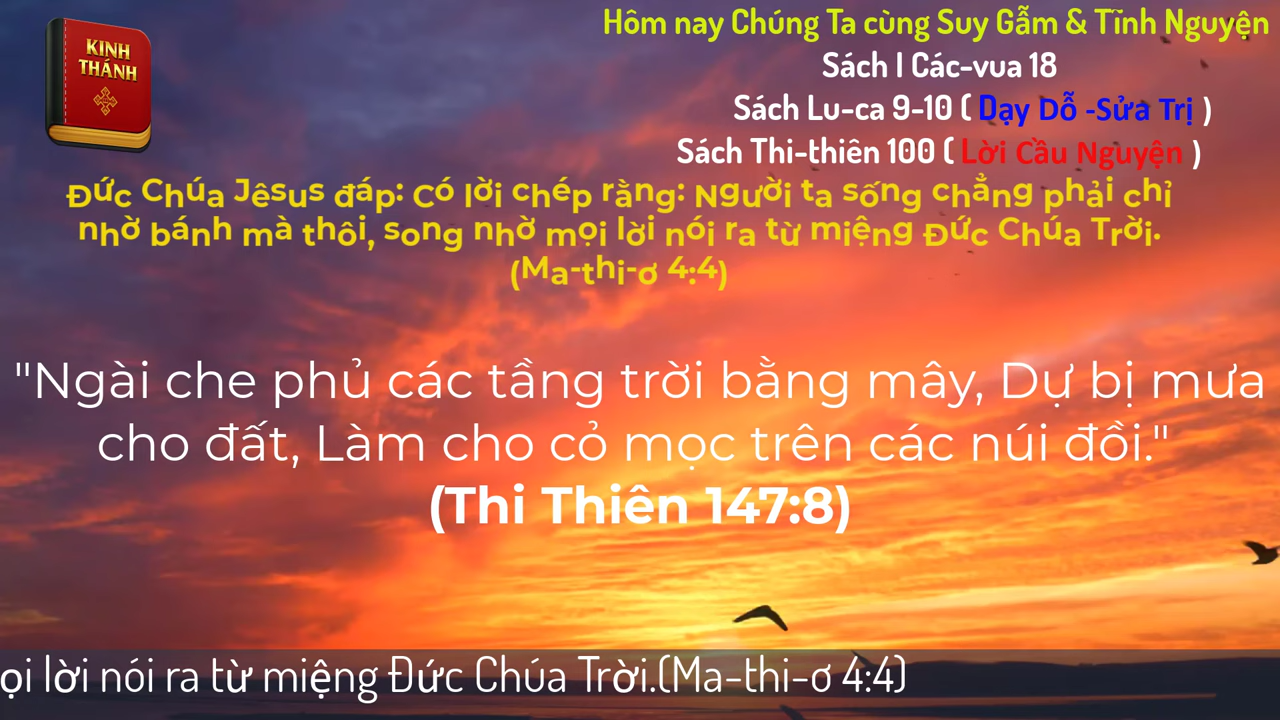 KINH
THÁNH
Hôm nay Chúng Ta cùng Suy Gẫm & Tĩnh Nguyện
Sách I Các-vua 18
Sách Lu-ca 9-10 ( Dạy Dỗ -Sửa Trị )
Sách Thi-thiên 100 ( Lời Cầu Nguyện )
Đức Chúa Jêsus đáp: Có lời chép rằng: Người ta sống chẳng phải chỉ
nhờ bánh mà thôi, song nhờ mọi lời nói ra từ miệng Đức Chúa Trời.
(Ma-thi-ơ 4:4)
"Ngài che phủ các tầng trời bằng mây, Dự bị mưa
cho đất, Làm cho cỏ mọc trên các núi đồi."
(Thi Thiên 147:8)
ọi lời nói ra từ miệng Đức Chúa Trời.(Ma-thi-ơ 4:4)